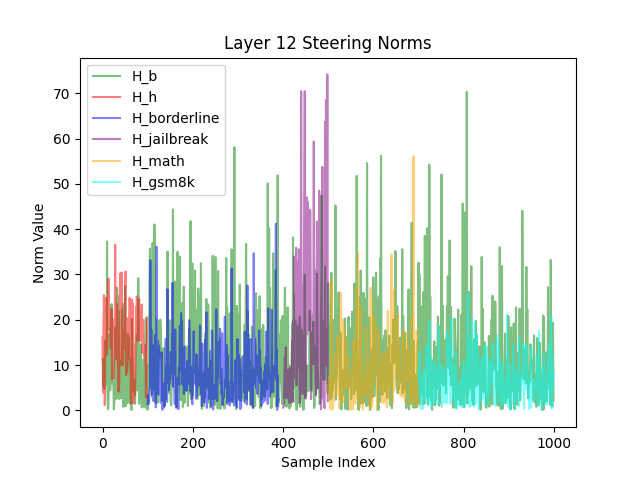 Layer 12 Steering Norms
H_b
H_h
H_borderline
H_jailbreak
H_math
H_gsm8k
Norm Value
70
60
50
40
30
20
10
0
0 200 400 600 800 1000
Sample Index